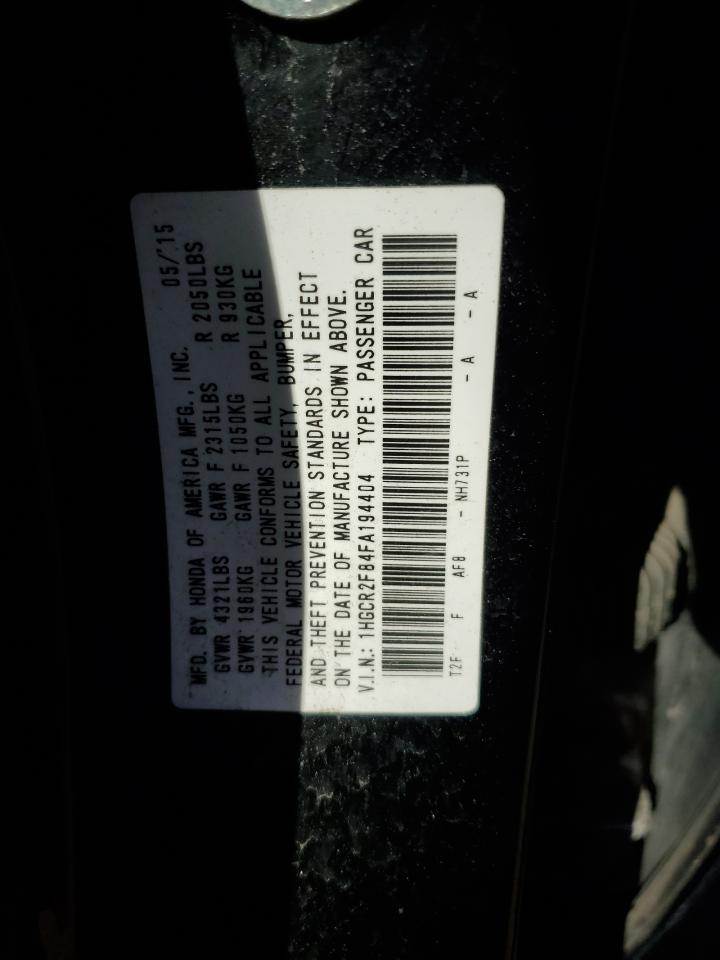 MFD. BY HONDA OF AMERICA MFG., INC. 05/'15
GVWR 4321LBS GAWR F 2315LBS R 2050LBS
GVWR 1960KG GAWR F 1050KG R 930KG
THIS VEHICLE CONFORMS TO ALL APPLICABLE
FEDERAL MOTOR VEHICLE SAFETY, BUMPER,
AND THEFT PREVENTION STANDARDS IN EFFECT
ON THE DATE OF MANUFACTURE SHOWN ABOVE.
V.I.N.: 1HGCR2F84FA194404 TYPE: PASSENGER CAR
T2F F AF8 - NH731P - A - A